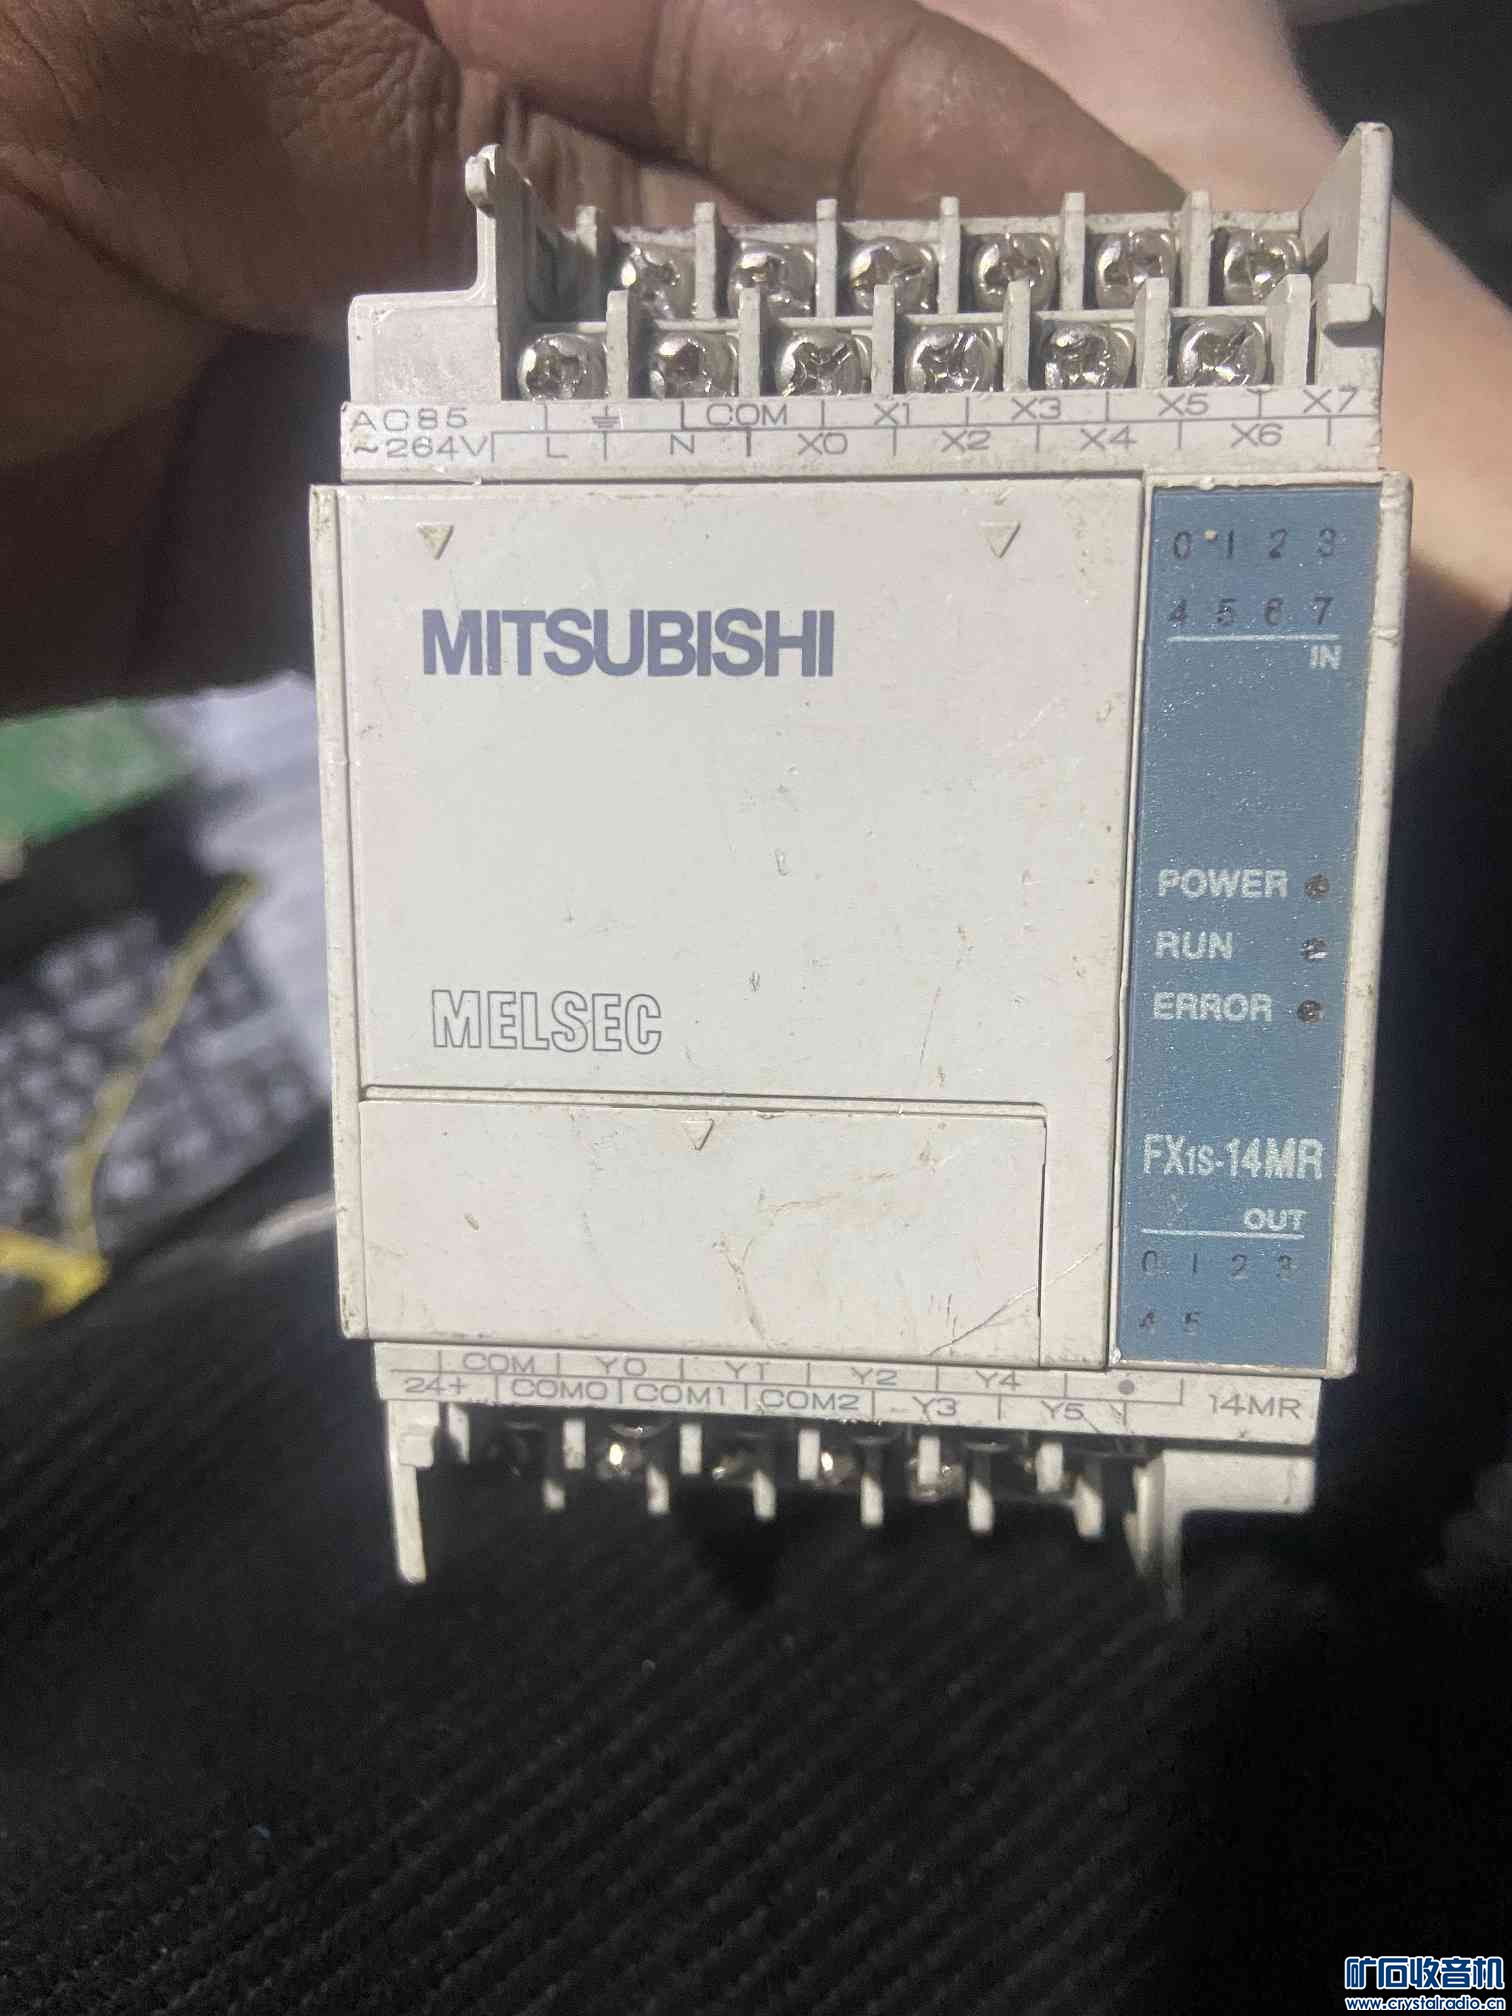 AC85 COM X1 X3 X5 X7
~264V L N X0 X2 X4 X6
0 1 2 3
4 5 6 7
IN
MITSUBISHI
POWER
RUN
ERROR
MELSEC
FX1S-14MR
OUT
0 1 2 3
4 5
COM Y0 Y1 Y2 Y4
24+ COM0 COM1 COM2 Y3 Y5 14MR
矿石收音机
www.crystalradio.cn